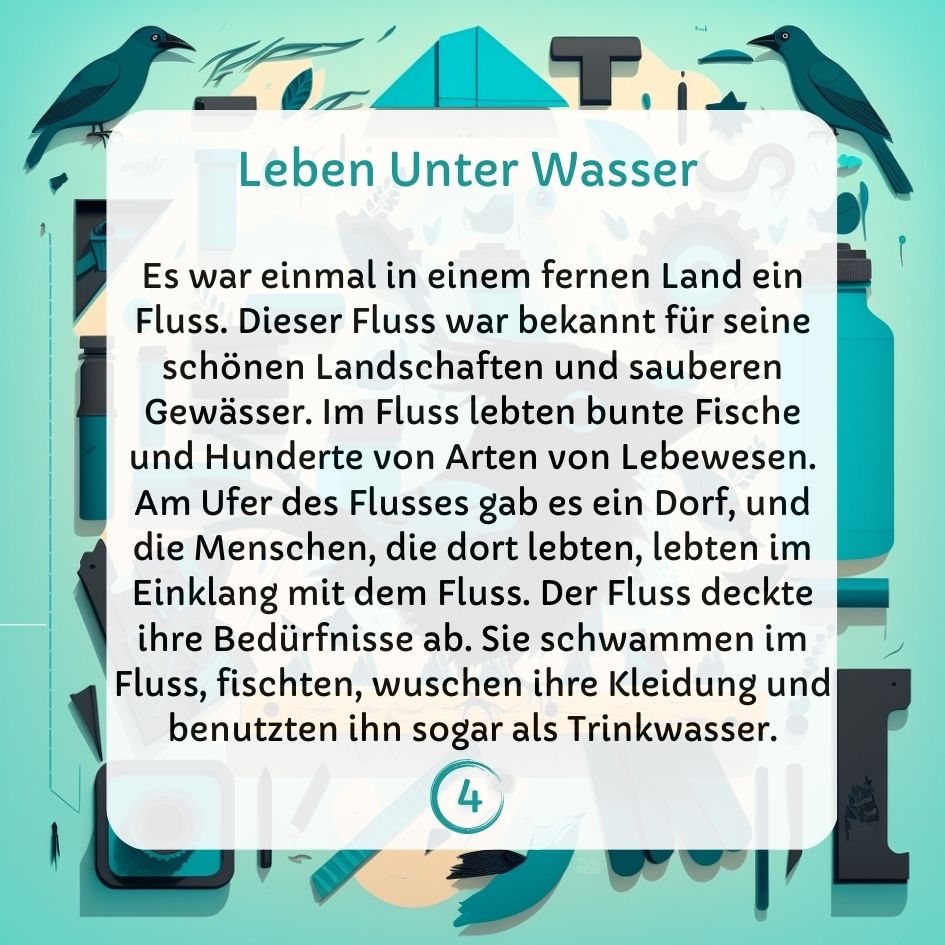 Leben Unter Wasser
Es war einmal in einem fernen Land ein
Fluss. Dieser Fluss war bekannt für seine
schönen Landschaften und sauberen
Gewässer. Im Fluss lebten bunte Fische
und Hunderte von Arten von Lebewesen.
Am Ufer des Flusses gab es ein Dorf, und
die Menschen, die dort lebten, lebten im
Einklang mit dem Fluss. Der Fluss deckte
ihre Bedürfnisse ab. Sie schwammen im
Fluss, fischten, wuschen ihre Kleidung und
benutzten ihn sogar als Trinkwasser.
4